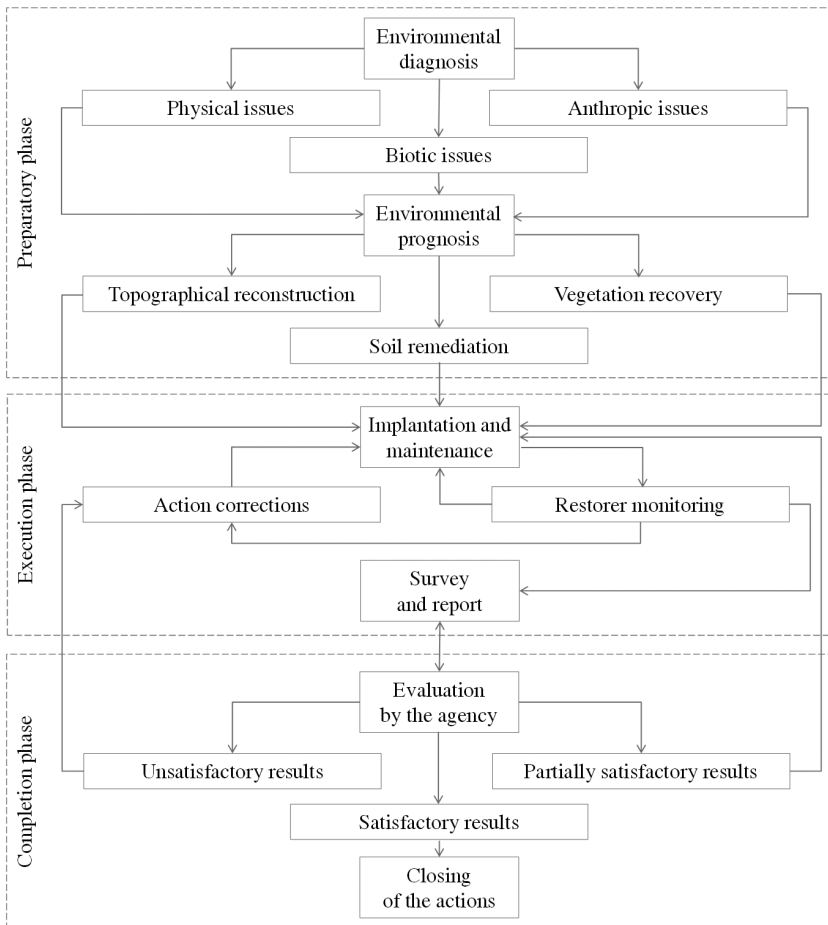 Preparatory phase
Environmental
diagnosis
Physical issues
Anthropic issues
Biotic issues
Environmental
prognosis
Topographical reconstruction
Vegetation recovery
Soil remediation
Execution phase
Implantation and
maintenance
Action corrections
Restorer monitoring
Survey
and report
Completion phase
Evaluation
by the agency
Unsatisfactory results
Partially satisfactory results
Satisfactory results
Closing
of the actions